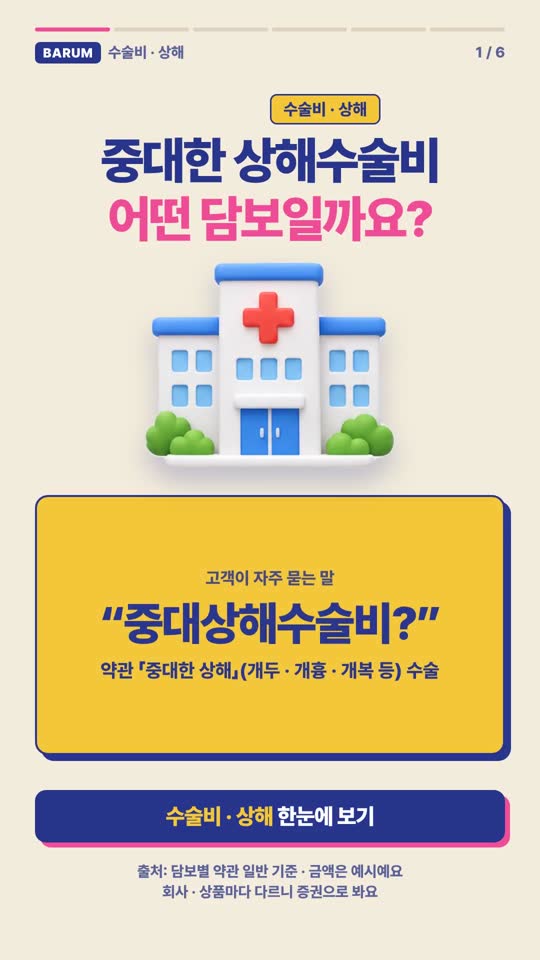 BARUM 수술비 · 상해 1 / 6
수술비 · 상해
중대한 상해수술비
어떤 담보일까요?
고객이 자주 묻는 말
“중대상해수술비?”
약관 「중대한 상해」(개두 · 개흉 · 개복 등) 수술
수술비 · 상해 한눈에 보기
출처: 담보별 약관 일반 기준 · 금액은 예시예요
회사 · 상품마다 다르니 증권으로 봐요